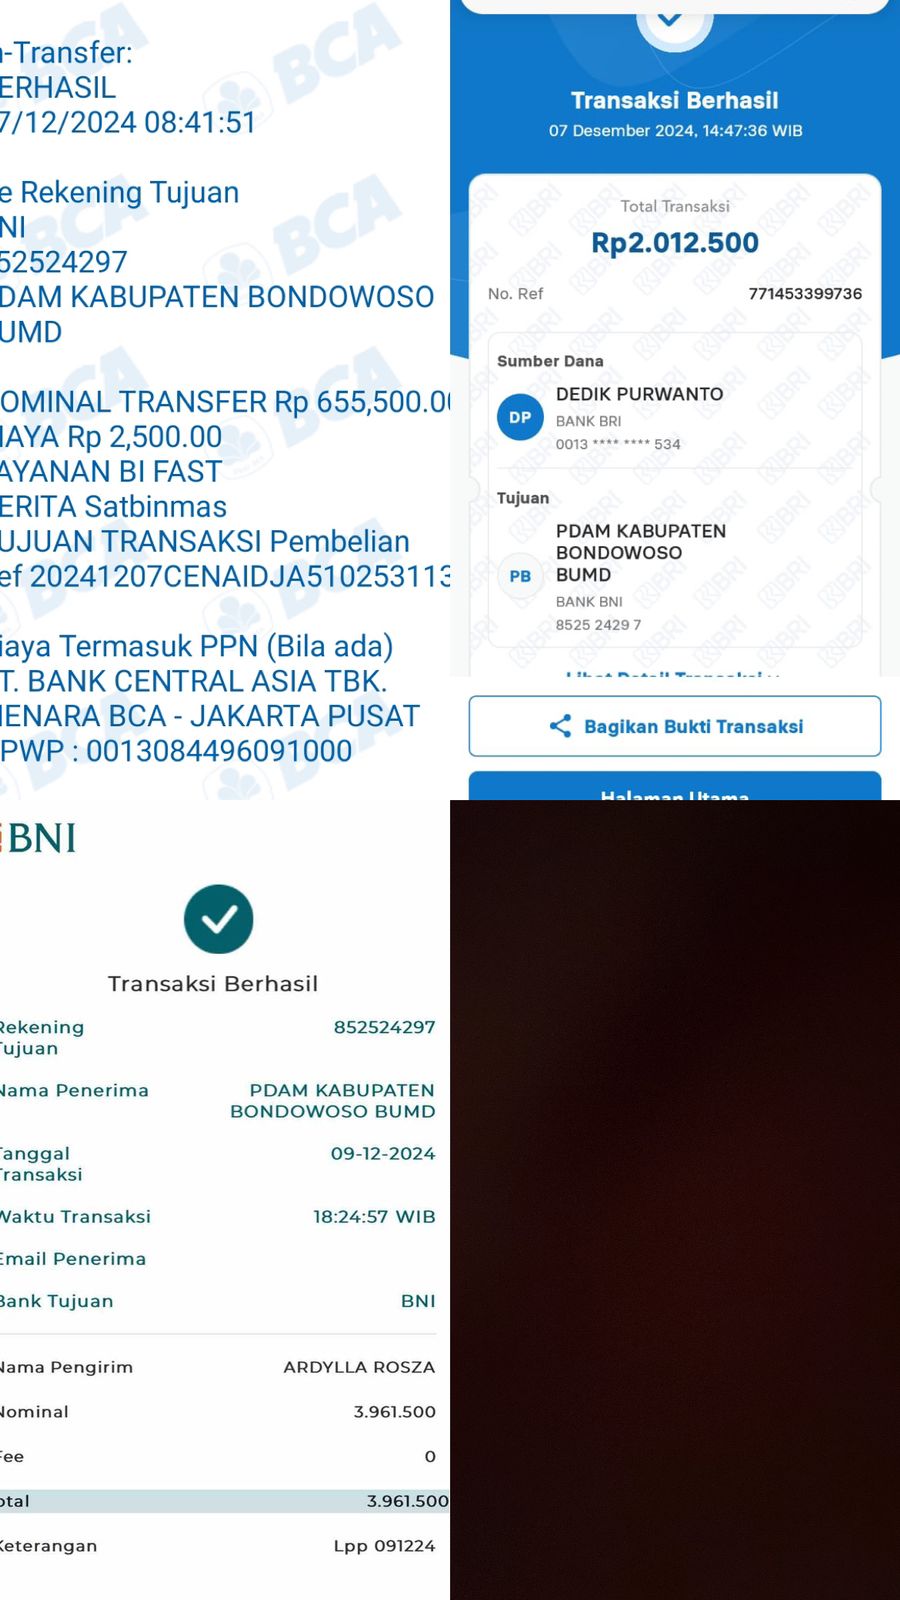 -Transfer:
ERHASIL
7/12/2024 08:41:51
e Rekening Tujuan
NI
52524297
DAM KABUPATEN BONDOWOSO
UMD
OMINAL TRANSFER Rp 655,500.0
IAYA Rp 2,500.00
AYANAN BI FAST
ERITA Satbinmas
UJUAN TRANSAKSI Pembelian
ef 20241207CENAIDJA510253113
iaya Termasuk PPN (Bila ada)
T. BANK CENTRAL ASIA TBK.
ENARA BCA - JAKARTA PUSAT
PWP : 0013084496091000
Transaksi Berhasil
07 Desember 2024, 14:47:36 WIB
Total Transaksi
Rp2.012.500
No. Ref 771453399736
Sumber Dana
DP
DEDIK PURWANTO
BANK BRI
0013 **** **** 534
Tujuan
PB
PDAM KABUPATEN
BONDOWOSO
BUMD
BANK BNI
8525 2429 7
Lihat Detail Transaksi
Bagikan Bukti Transaksi
Halaman Utama
BNI
Transaksi Berhasil
Rekening 852524297
Tujuan
Nama Penerima PDAM KABUPATEN
BONDOWOSO BUMD
Tanggal 09-12-2024
Transaksi
Waktu Transaksi 18:24:57 WIB
Email Penerima
Bank Tujuan BNI
Nama Pengirim ARDYLLA ROSZA
Nominal 3.961.500
Fee 0
otal 3.961.500
Keterangan Lpp 091224